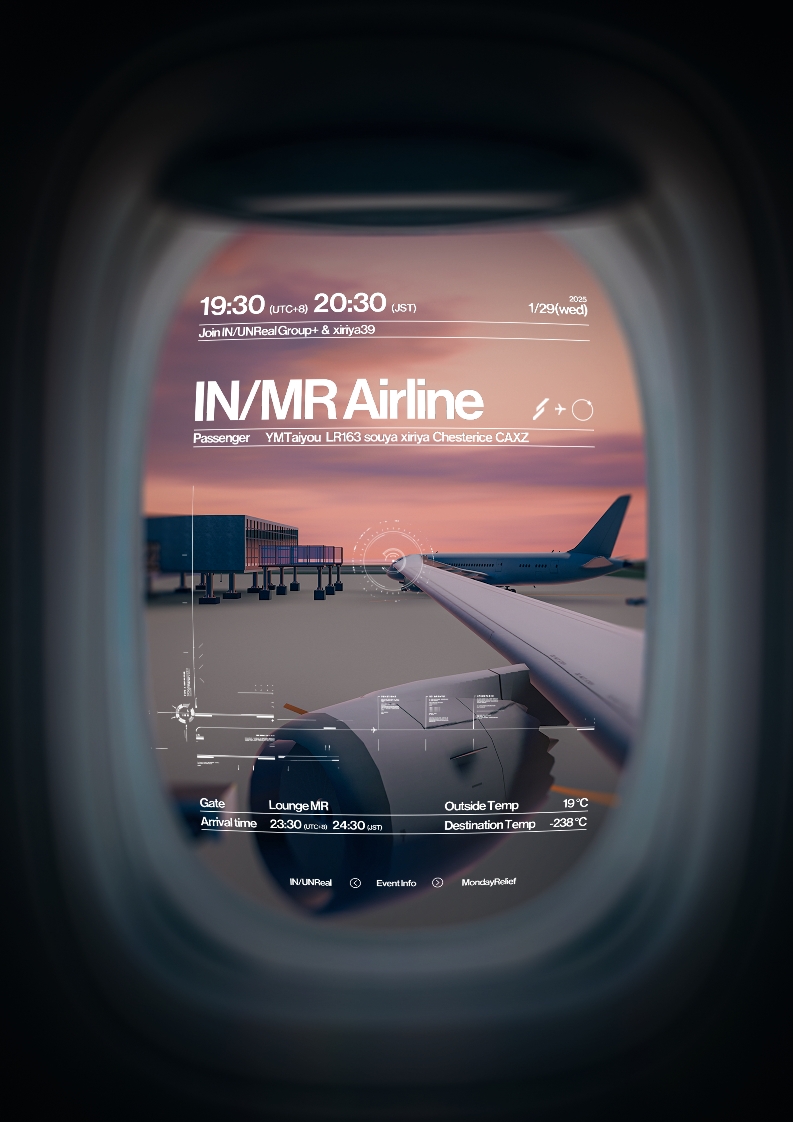 19:30 (UTC+8) 20:30 (JST)
2025
1/29(wed)
Join IN/UNReal Group+ & xiriya39
IN/MR Airline
Passenger YMTaiyou LR163 souya xiriya Chesterice CAXZ
Gate Lounge MR
Outside Temp 19°C
Arrival time 23:30 (UTC+8) 24:30 (JST)
Destination Temp -238°C
IN/UNReal Event Info MondayRelief